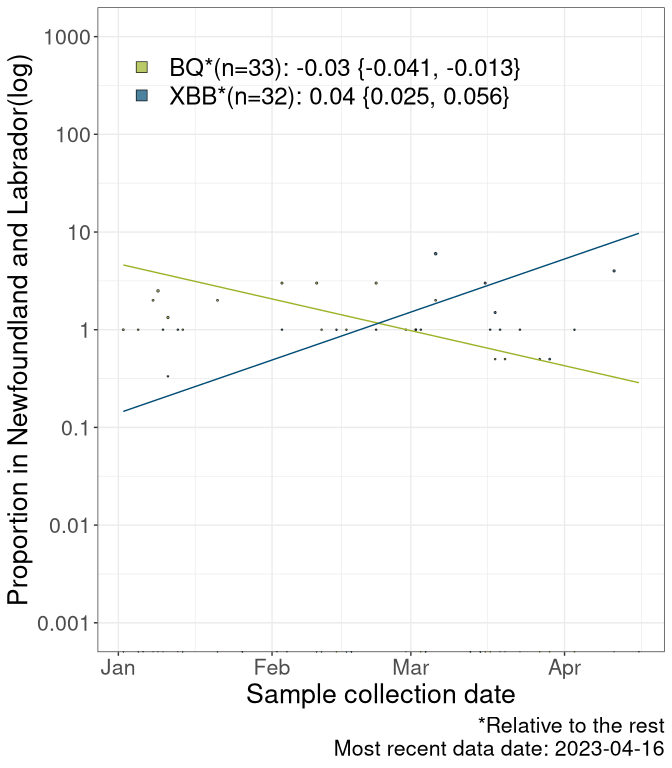 Proportion in Newfoundland and Labrador(log)
1000
100
10
1
0.1
0.01
0.001
BQ*(n=33): -0.03 {-0.041, -0.013}
XBB*(n=32): 0.04 {0.025, 0.056}
Jan Feb Mar Apr
Sample collection date
*Relative to the rest
Most recent data date: 2023-04-16